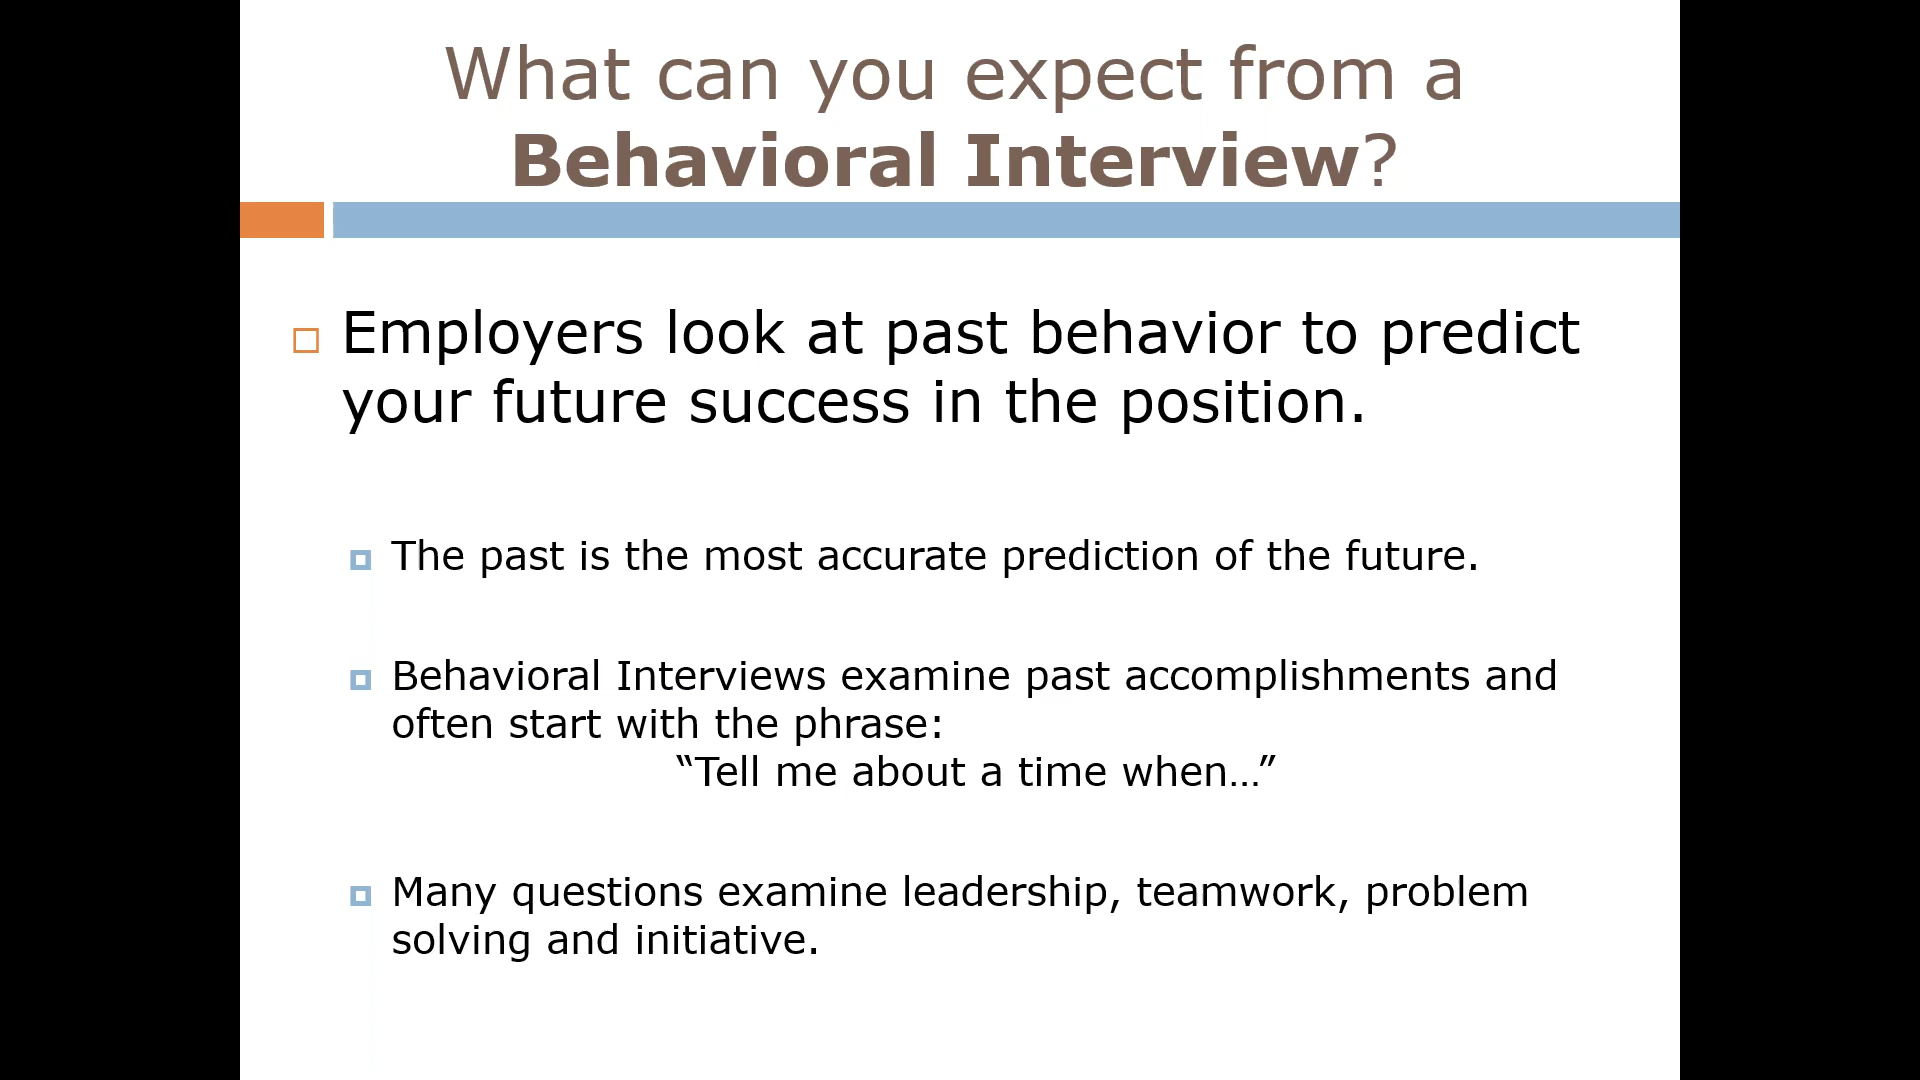 What can you expect from a
Behavioral Interview?
Employers look at past behavior to predict
your future success in the position.
The past is the most accurate prediction of the future.
Behavioral Interviews examine past accomplishments and
often start with the phrase:
“Tell me about a time when…”
Many questions examine leadership, teamwork, problem
solving and initiative.